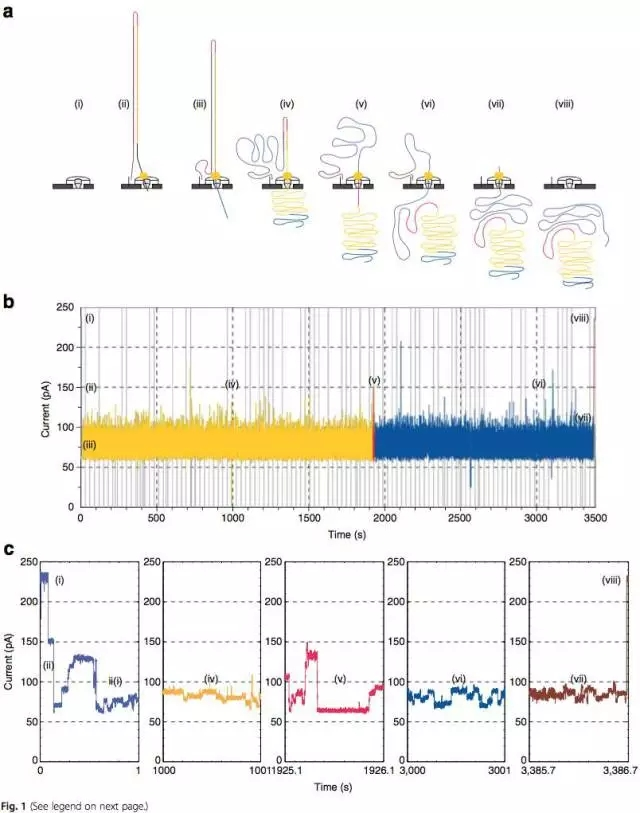 a
(i) (ii) (iii) (iv) (v) (vi) (vii) (viii)
b
250
200
150
100
50
0
Current (pA)
(i) (viii)
(ii) (iv) (v) (vi)
(iii) (vii)
0 500 1000 1500 2000 2500 3000 3500
Time (s)
c
250 250 250 250 250
200 200 200 200 200
150 150 150 150 150
100 100 100 100 100
50 50 50 50 50
0 0 0 0 0
Current (pA)
(i) (viii)
(ii) ii(i) (iv) (v) (vi) (vii)
0 1 1000 1001 1925.1 1926.1 3,000 3001 3,385.7 3,386.7
Time (s)
Fig. 1 (See legend on next page.)